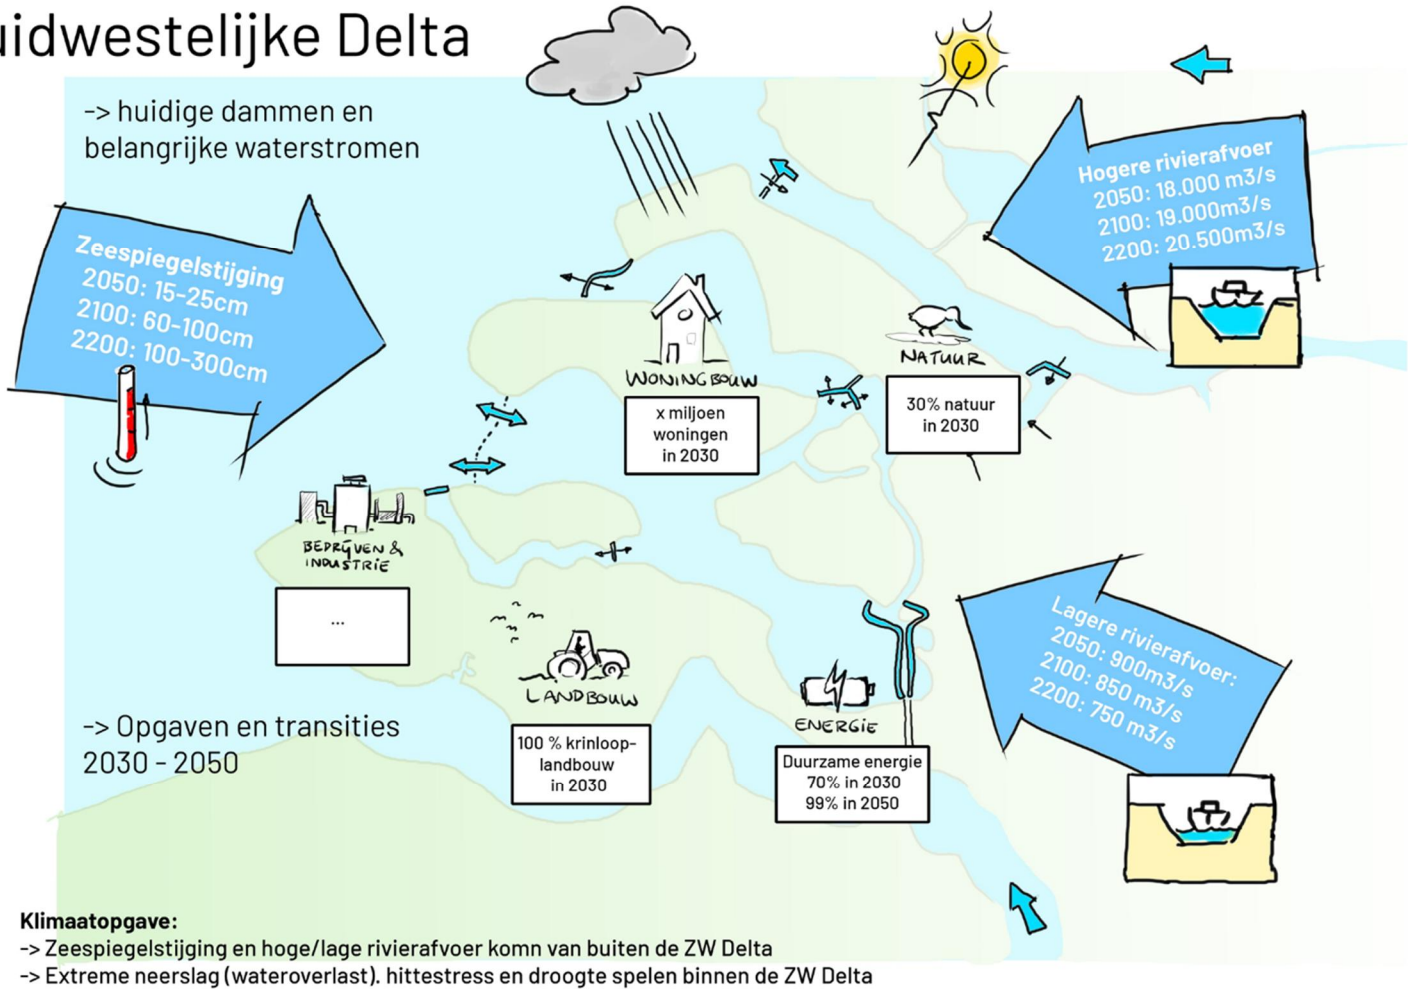 uidwestelijke Delta
-> huidige dammen en
belangrijke waterstromen
Zeespiegelstijging
2050: 15-25cm
2100: 60-100cm
2200: 100-300cm
Hogere rivierafvoer
2050: 18.000 m3/s
2100: 19.000m3/s
2200: 20.500m3/s
WONINGBOUW
x miljoen
woningen
in 2030
NATUUR
30% natuur
in 2030
BEDRIJVEN &
INDUSTRIE
...
LANDBOUW
100 % krinloop-
landbouw
in 2030
ENERGIE
Duurzame energie
70% in 2030
99% in 2050
Lagere rivierafvoer:
2050: 900m3/s
2100: 850 m3/s
2200: 750 m3/s
-> Opgaven en transities
2030 - 2050
Klimaatopgave:
-> Zeespiegelstijging en hoge/lage rivierafvoer komn van buiten de ZW Delta
-> Extreme neerslag (wateroverlast). hittestress en droogte spelen binnen de ZW Delta